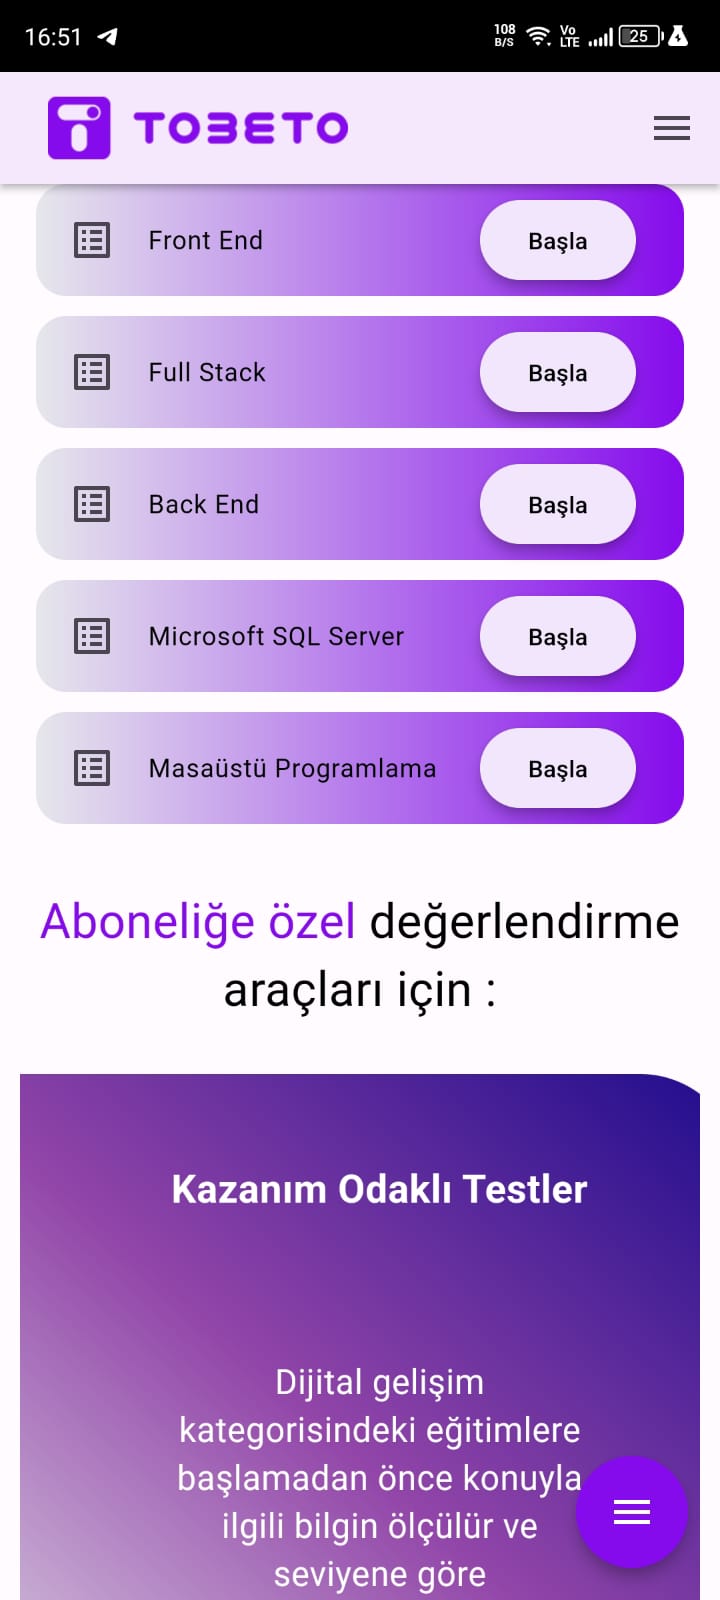 16:51
108
B/S
Vo
LTE
25
TOBETO
Front End
Başla
Full Stack
Başla
Back End
Başla
Microsoft SQL Server
Başla
Masaüstü Programlama
Başla
Aboneliğe özel değerlendirme
araçları için :
Kazanım Odaklı Testler
Dijital gelişim
kategorisindeki eğitimlere
başlamadan önce konuyla
ilgili bilgin ölçülür ve
seviyene göre